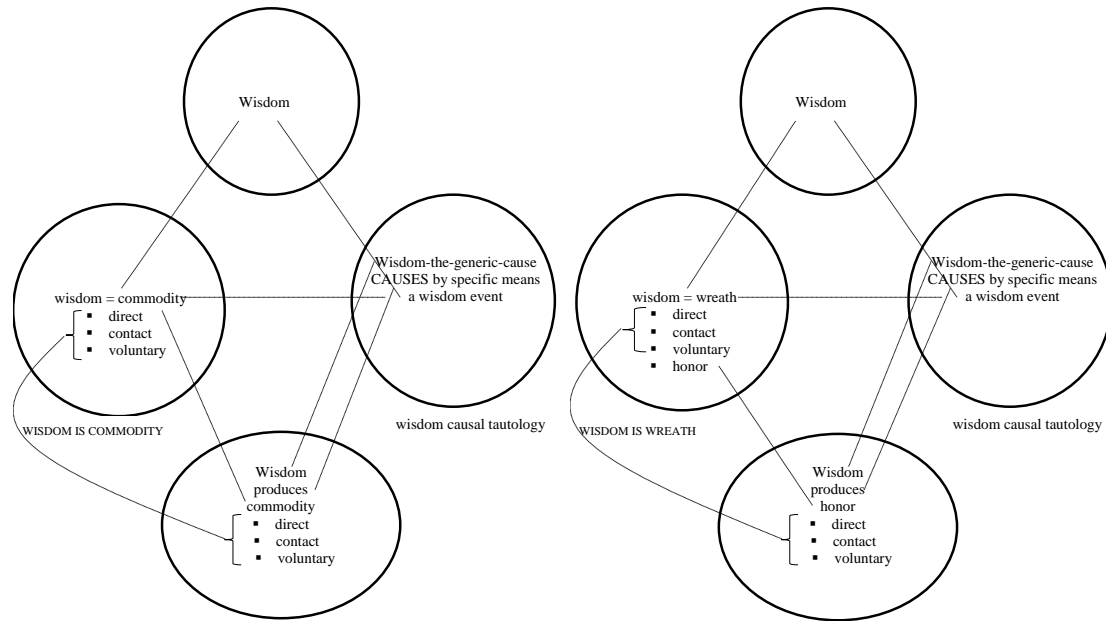 Wisdom
Wisdom-the-generic-cause
CAUSES by specific means
a wisdom event
wisdom = commodity
▪ direct
▪ contact
▪ voluntary
WISDOM IS COMMODITY
wisdom causal tautology
Wisdom
produces
commodity
▪ direct
▪ contact
▪ voluntary
Wisdom
Wisdom-the-generic-cause
CAUSES by specific means
a wisdom event
wisdom = wreath
▪ direct
▪ contact
▪ voluntary
▪ honor
WISDOM IS WREATH
wisdom causal tautology
Wisdom
produces
honor
▪ direct
▪ contact
▪ voluntary